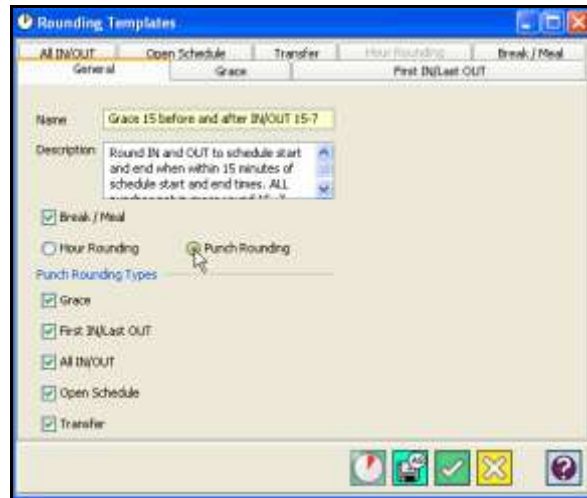 Rounding Templates
All IN/OUT Open Schedule Transfer Hour Rounding Break / Meal
General Grace First IN/Last OUT
Name Grace 15 before and after IN/OUT 15-7
Description Round IN and OUT to schedule start
and end when within 15 minutes of
schedule start and end times. ALL
Break / Meal
Hour Rounding Punch Rounding
Punch Rounding Types
Grace
First IN/Last OUT
All IN/OUT
Open Schedule
Transfer